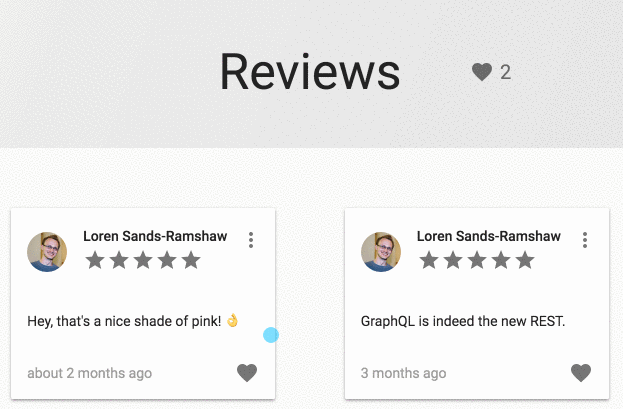 Reviews
2
Loren Sands-Ramshaw
Hey, that's a nice shade of pink! 👌
about 2 months ago
Loren Sands-Ramshaw
GraphQL is indeed the new REST.
3 months ago